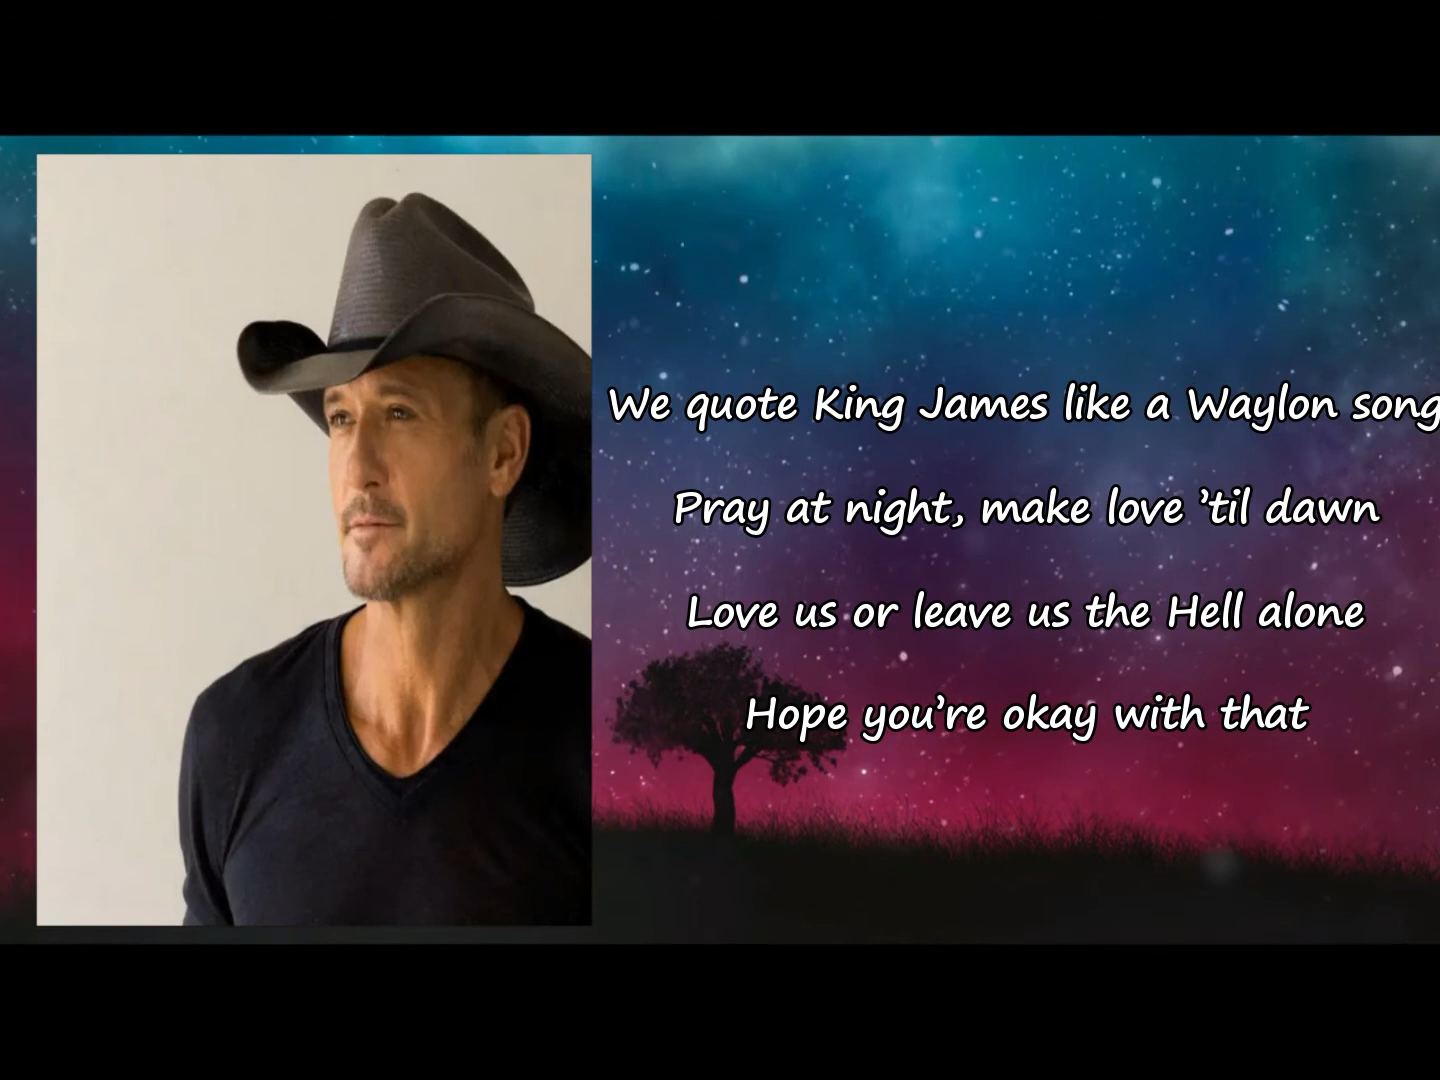 We quote King James like a Waylon song
Pray at night, make love ’til dawn
Love us or leave us the Hell alone
Hope you’re okay with that